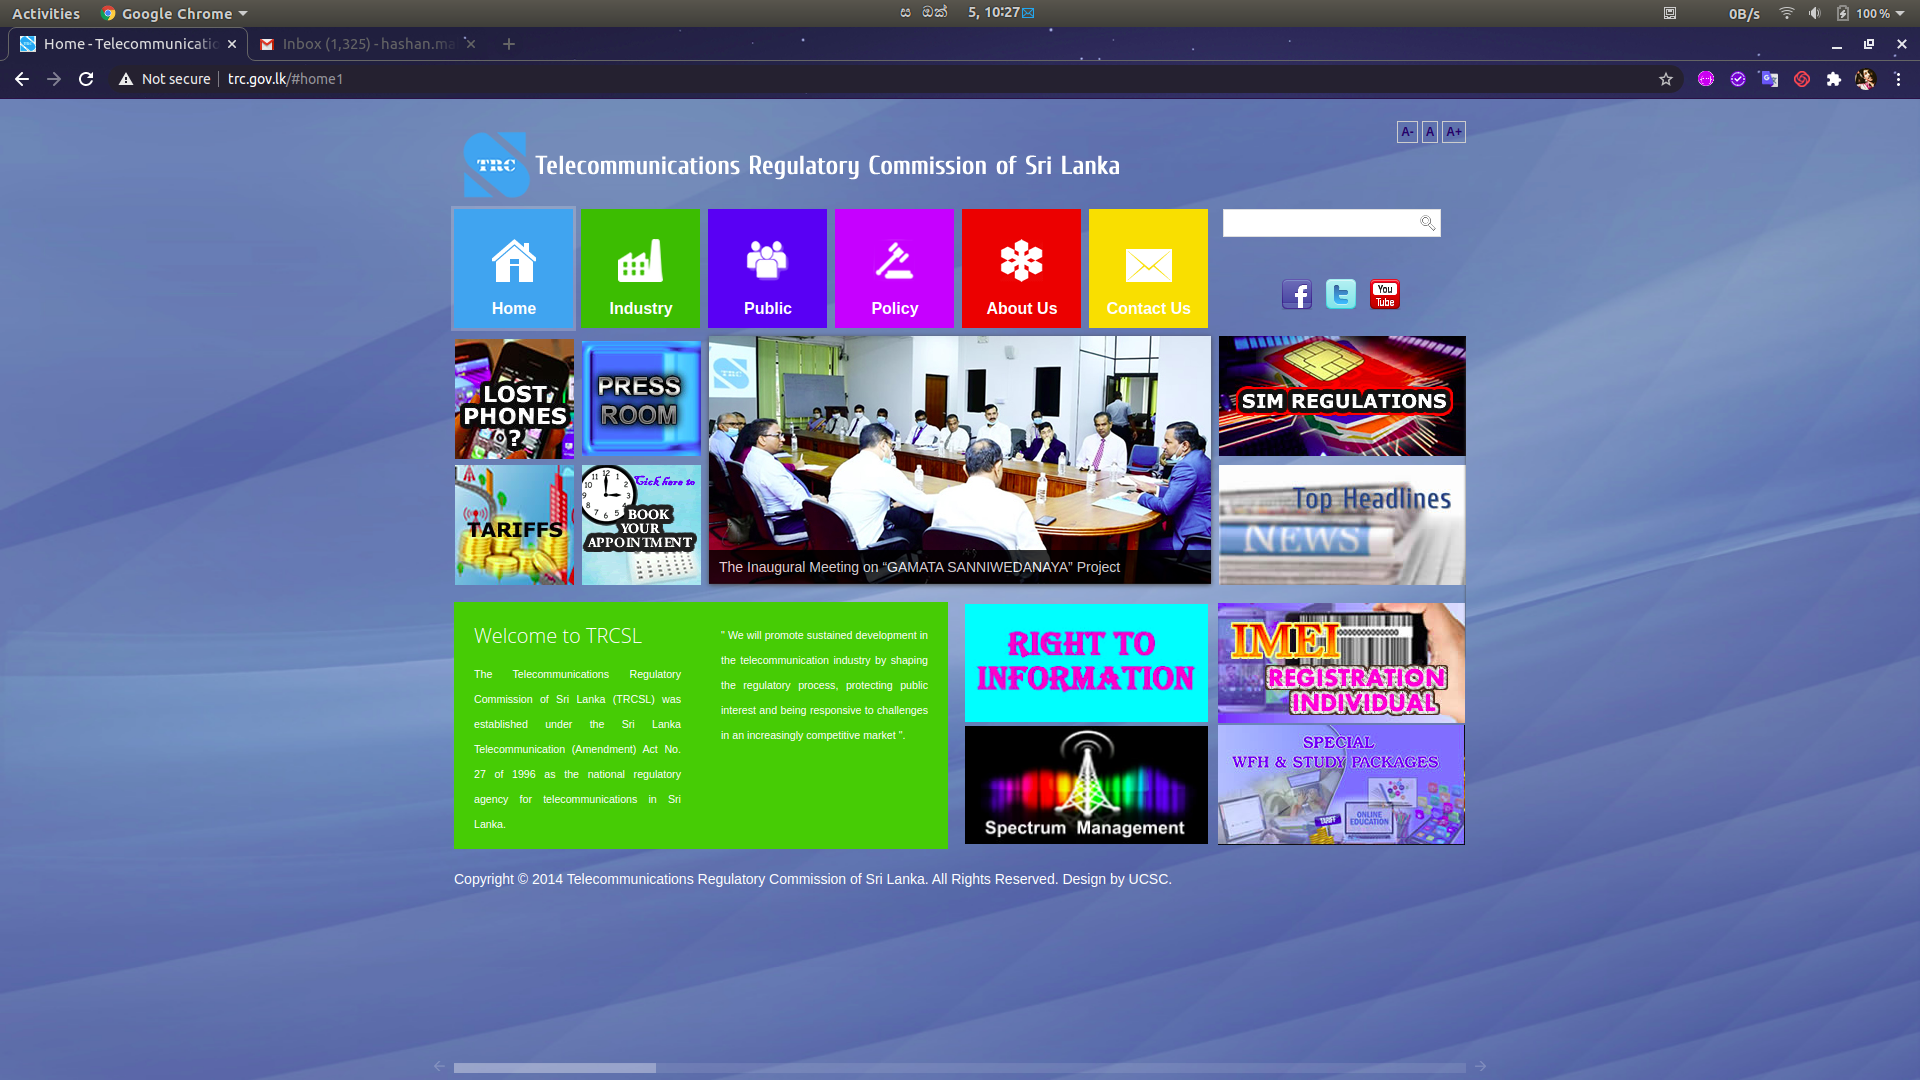 Activities Google Chrome ස ඔක් 5, 10:27 0B/s 100 %
Home - Telecommunicatio Inbox (1,325) - hashan.ma
Not secure trc.gov.lk/#home1
A- A A+
TRC Telecommunications Regulatory Commission of Sri Lanka
Home Industry Public Policy About Us Contact Us
You
Tube
LOST
PHONES
?
PRESS
ROOM
TARIFFS
Click here to
BOOK
YOUR
APPOINTMENT
TRC
The Inaugural Meeting on “GAMATA SANNIWEDANAYA” Project
SIM REGULATIONS
Top Headlines
NEWS
Welcome to TRCSL
The Telecommunications Regulatory
Commission of Sri Lanka (TRCSL) was
established under the Sri Lanka
Telecommunication (Amendment) Act No.
27 of 1996 as the national regulatory
agency for telecommunications in Sri
Lanka.
" We will promote sustained development in
the telecommunication industry by shaping
the regulatory process, protecting public
interest and being responsive to challenges
in an increasingly competitive market ".
RIGHT TO
INFORMATION
Spectrum Management
IMEI
REGISTRATION
INDIVIDUAL
SPECIAL
WFH & STUDY PACKAGES
TARIFF
ONLINE
EDUCATION
Copyright © 2014 Telecommunications Regulatory Commission of Sri Lanka. All Rights Reserved. Design by UCSC.